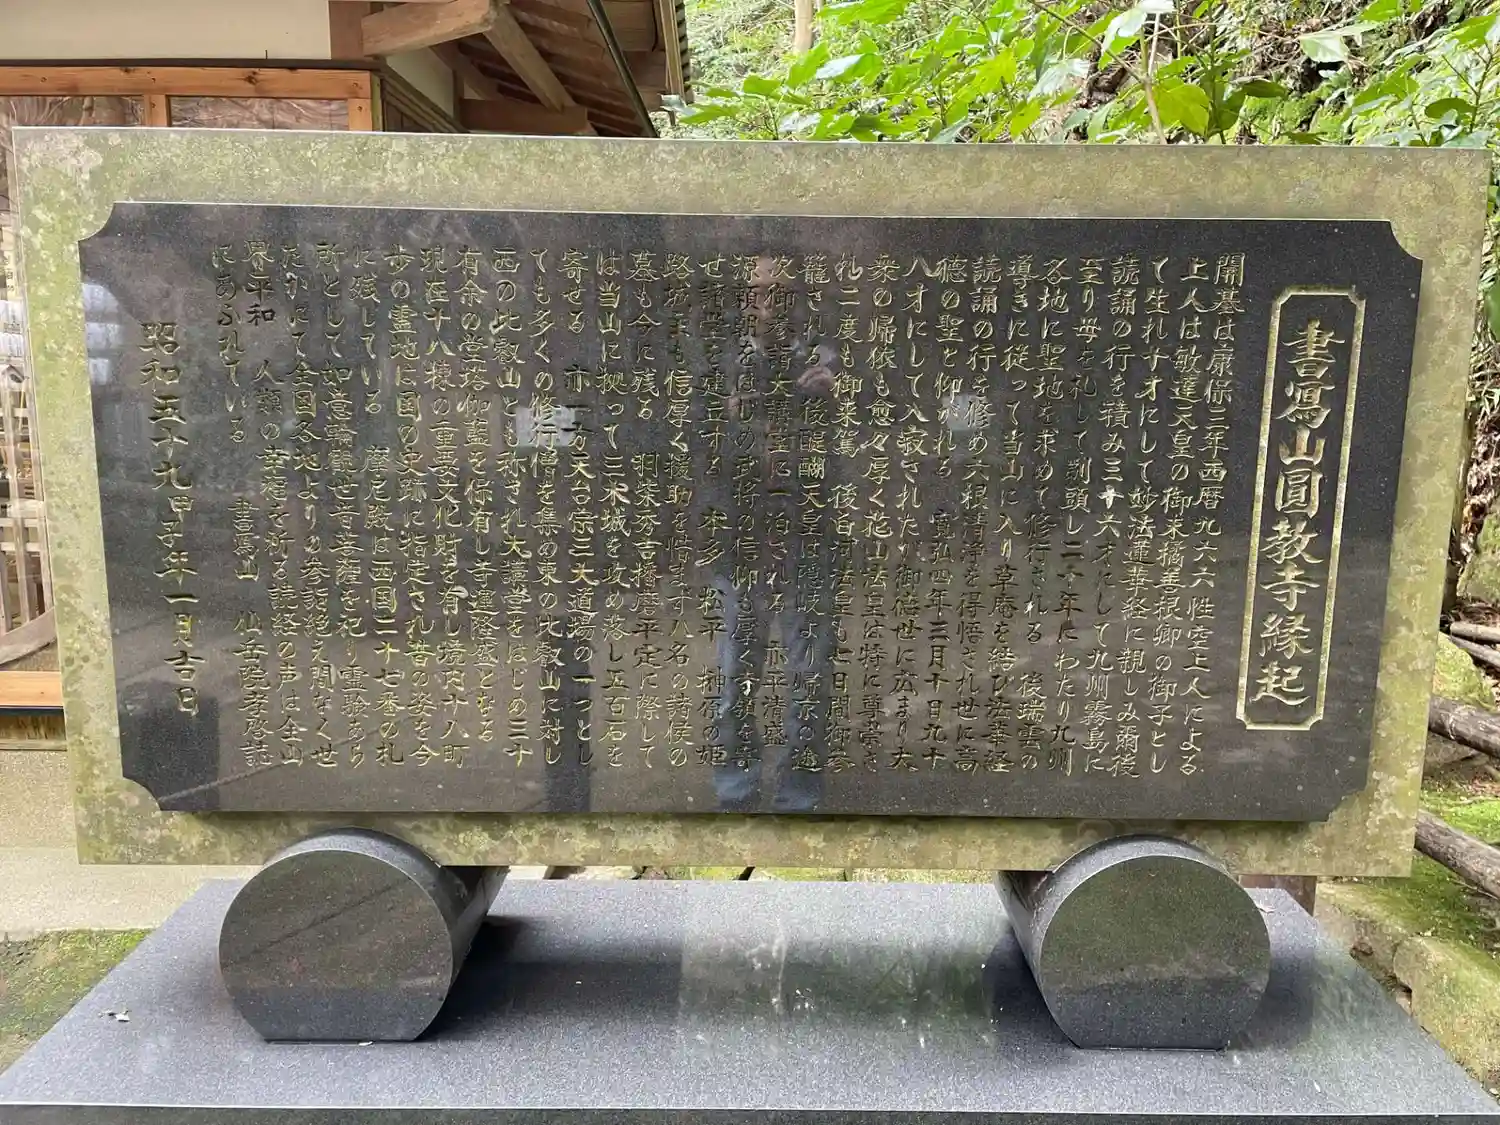 書寫山圓教寺縁起
開基は康保三年西暦九六六性空上人による
上人は敏達天皇の御末橘善根卿の御子とし
て生れ十才にして妙法蓮華経に親しみ爾後
読誦の行を積み三十六才にして九州霧島に
至り母を礼して剃頭し二十年にわたり九州
各地に聖地を求めて修行される 後瑞雲の
導きに従って当山に入り草庵を結び法華経
読誦の行を修め六根清浄を得悟され世に高
徳の聖と仰がれる 寛弘四年三月十日九十
八才にして入寂されたが御徳世に広まり大
衆の帰依も愈々厚く花山法皇は特に尊崇さ
れ二度も御来駕 後白河法皇も七日間御参
籠される 後醍醐天皇は隠岐より帰京の途
次御参詣大講堂に一泊される 亦平清盛
源頼朝をはじめ武将の信仰も厚く寺領を寄
せ諸堂を建立する 本多 松平 榊原の姫
路城主も信厚く援助を惜まず八名の諸侯の
墓も今に残る 羽柴秀吉播磨平定に際して
は当山に拠って三木城を攻め落し五百石を
寄せる 亦一方天台宗三大道場の一つとし
ても多くの修行僧を集め東の比叡山に対し
西の比叡山とも称され大講堂をはじめ三十
有余の堂塔伽藍を保有し寺運隆盛となる
現在十八棟の重要文化財を有し境内十八町
歩の霊地は国の史跡に指定され昔の姿を今
に残している 摩尼殿は西国二十七番の札
所として如意輪観世音菩薩を祀り霊験あら
たかにて全国各地よりの参詣絶え間なく世
界平和 人類の幸福を祈る読経の声は全山
にあふれている 書寫山 仙岳院孝啓誌
昭和五十九甲子年一月吉日